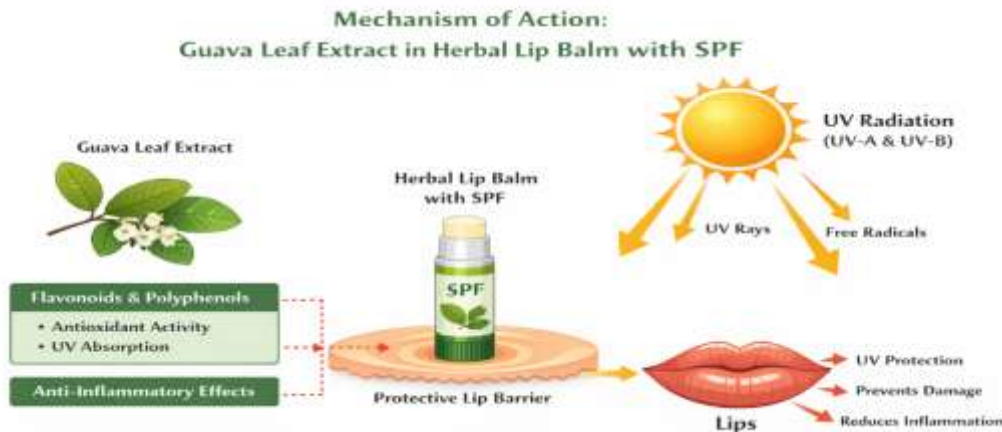 Mechanism of Action:
Guava Leaf Extract in Herbal Lip Balm with SPF
Guava Leaf Extract
Flavonoids & Polyphenols
• Antioxidant Activity
• UV Absorption
Anti-Inflammatory Effects
Herbal Lip Balm
with SPF
SPF
Protective Lip Barrier
UV Radiation
(UV-A & UV-B)
UV Rays
Free Radicals
UV Protection
Prevents Damage
Reduces Inflammation
Lips